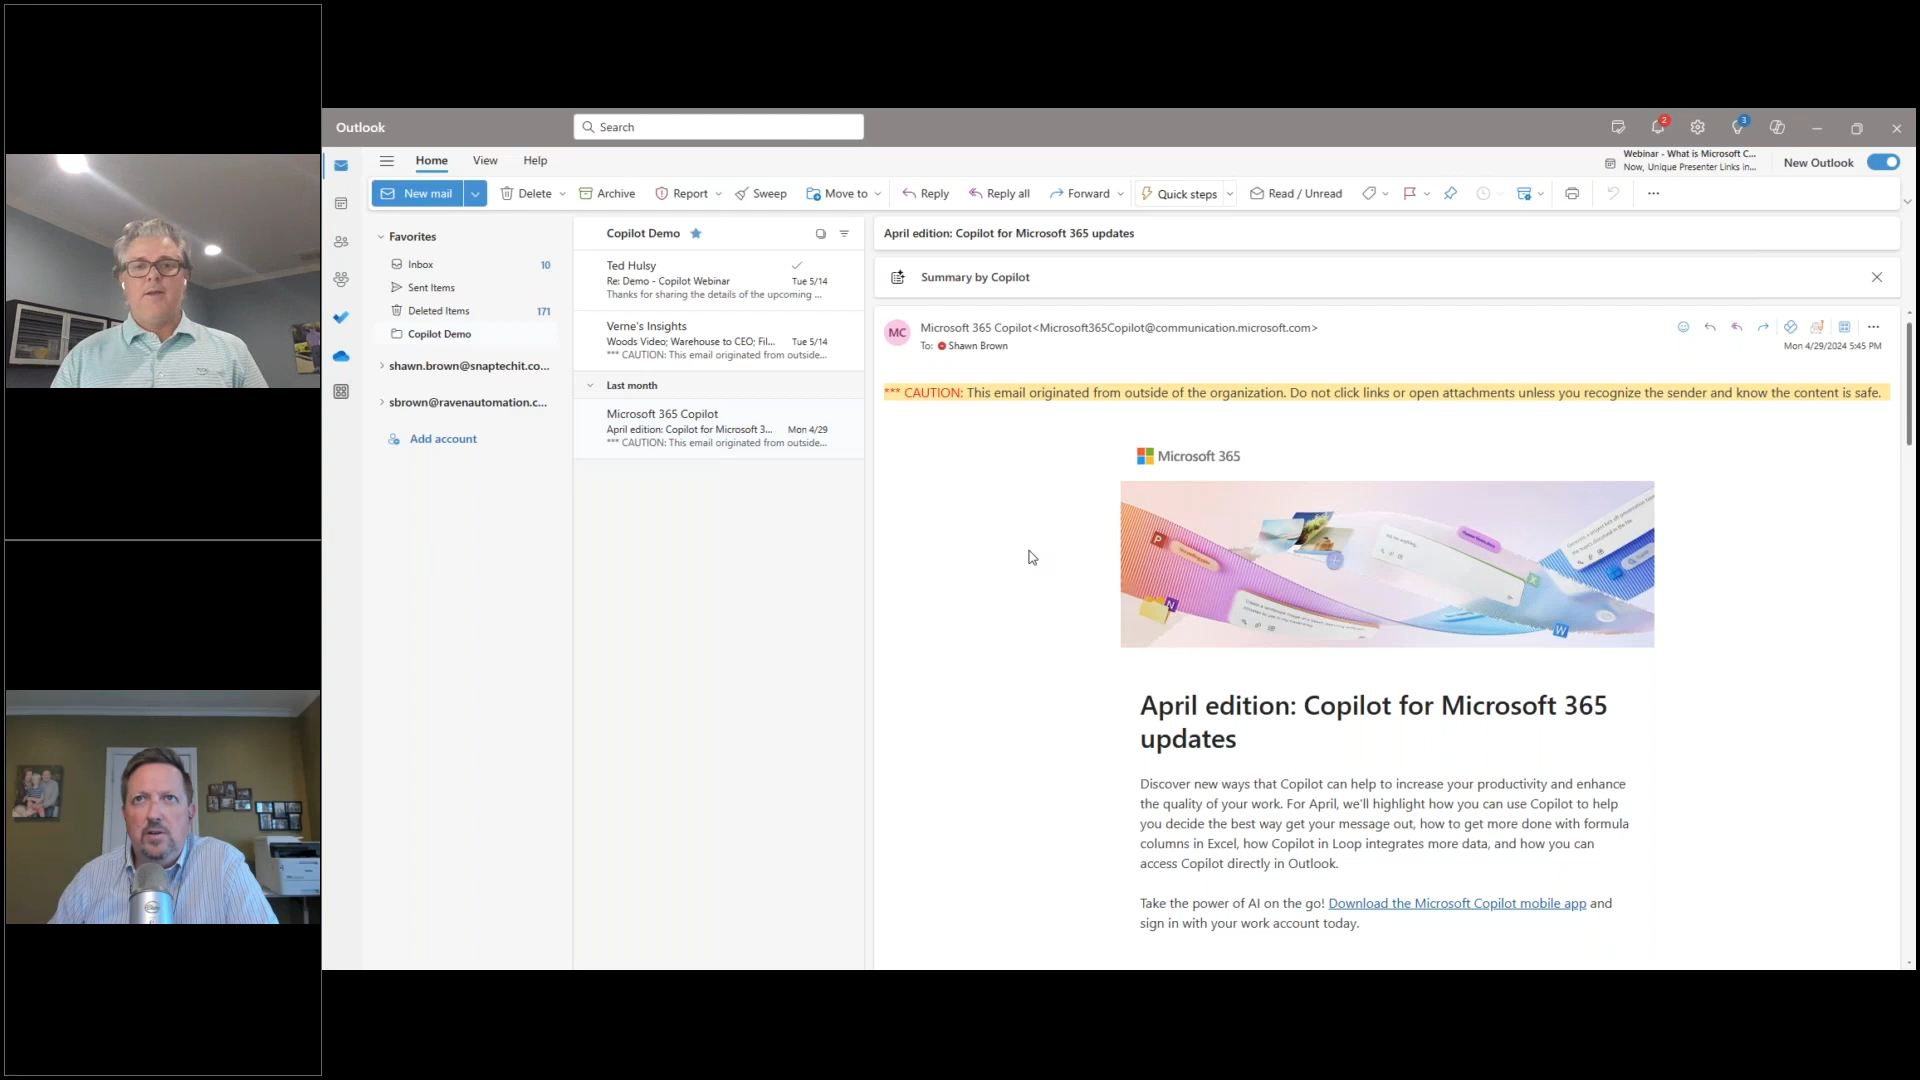 Outlook
Search
2
3
Home
View
Help
Webinar - What is Microsoft C...
Now, Unique Presenter Links in...
New Outlook
New mail
Delete
Archive
Report
Sweep
Move to
Reply
Reply all
Forward
Quick steps
Read / Unread
Favorites
Inbox 10
Sent Items
Deleted Items 171
Copilot Demo
shawn.brown@snaptechit.co...
sbrown@ravenautomation.c...
Add account
Copilot Demo
Ted Hulsy
Re: Demo - Copilot Webinar Tue 5/14
Thanks for sharing the details of the upcoming ...
Verne's Insights
Woods Video; Warehouse to CEO; Fil... Tue 5/14
*** CAUTION: This email originated from outside...
Last month
Microsoft 365 Copilot
April edition: Copilot for Microsoft 3... Mon 4/29
*** CAUTION: This email originated from outside...
April edition: Copilot for Microsoft 365 updates
Summary by Copilot
MC
Microsoft 365 Copilot<Microsoft365Copilot@communication.microsoft.com>
To: Shawn Brown
Mon 4/29/2024 5:45 PM
*** CAUTION: This email originated from outside of the organization. Do not click links or open attachments unless you recognize the sender and know the content is safe.
Microsoft 365
P
N
X
W
April edition: Copilot for Microsoft 365
updates
Discover new ways that Copilot can help to increase your productivity and enhance
the quality of your work. For April, we'll highlight how you can use Copilot to help
you decide the best way get your message out, how to get more done with formula
columns in Excel, how Copilot in Loop integrates more data, and how you can
access Copilot directly in Outlook.
Take the power of AI on the go! Download the Microsoft Copilot mobile app and
sign in with your work account today.